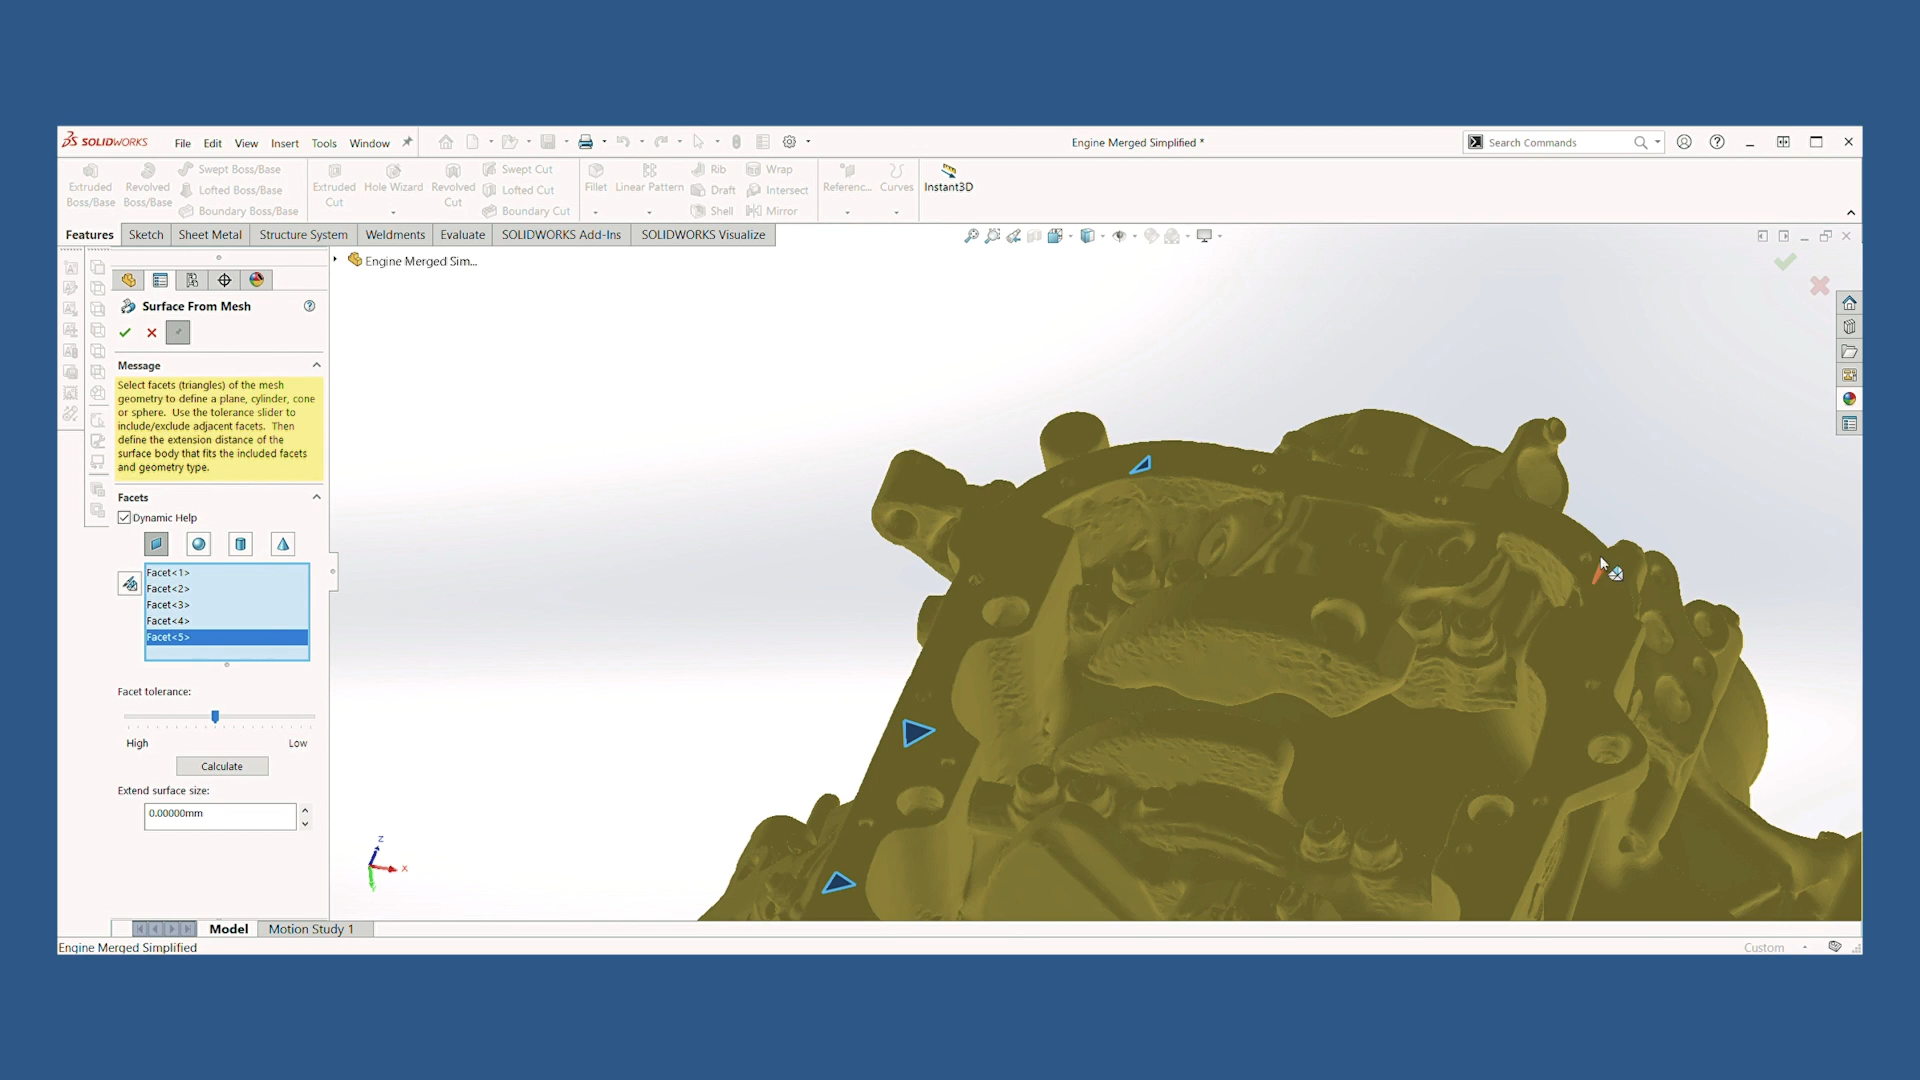 SOLIDWORKS File Edit View Insert Tools Window Engine Merged Simplified * Search Commands
Extruded Boss/Base
Revolved Boss/Base
Swept Boss/Base
Lofted Boss/Base
Boundary Boss/Base
Extruded Cut
Hole Wizard
Revolved Cut
Swept Cut
Lofted Cut
Boundary Cut
Fillet
Linear Pattern
Rib
Draft
Shell
Wrap
Intersect
Mirror
Referenc...
Curves
Instant3D
Features Sketch Sheet Metal Structure System Weldments Evaluate SOLIDWORKS Add-Ins SOLIDWORKS Visualize
Engine Merged Sim...
Surface From Mesh
Message
Select facets (triangles) of the mesh
geometry to define a plane, cylinder, cone
or sphere. Use the tolerance slider to
include/exclude adjacent facets. Then
define the extension distance of the
surface body that fits the included facets
and geometry type.
Facets
Dynamic Help
Facet<1>
Facet<2>
Facet<3>
Facet<4>
Facet<5>
Facet tolerance:
High Low
Calculate
Extend surface size:
0.00000mm
Z
X
Model Motion Study 1
Engine Merged Simplified
Custom